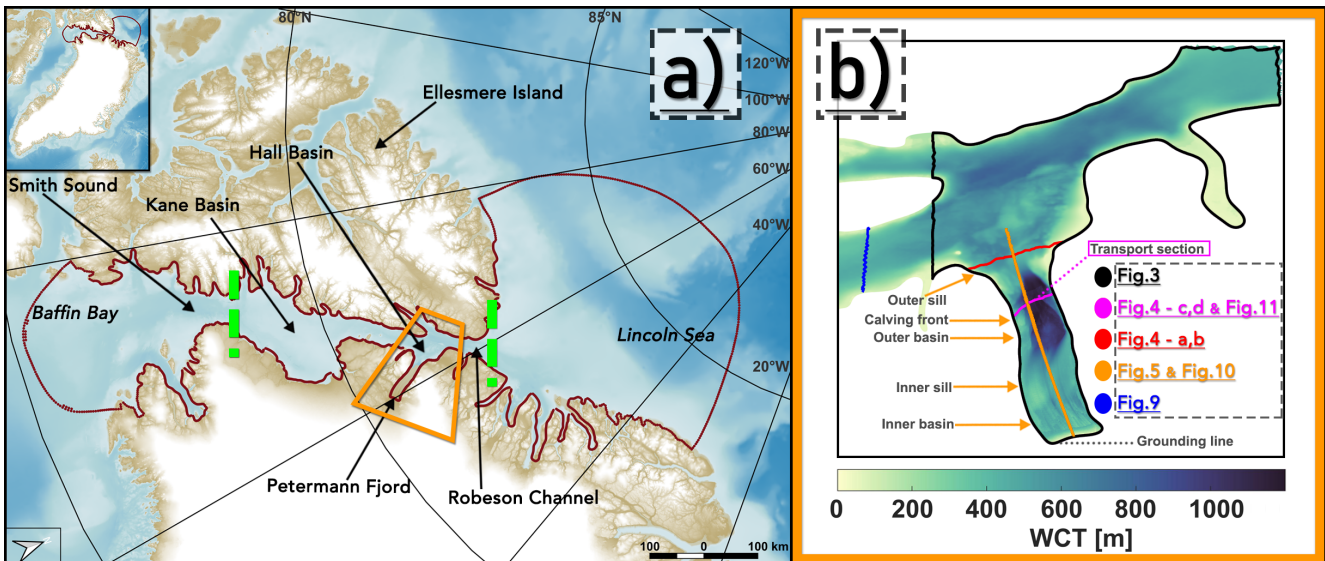 80°N
85°N
a)
120°W
100°W
80°W
60°W
40°W
20°W
Ellesmere Island
Hall Basin
Smith Sound
Kane Basin
Baffin Bay
Lincoln Sea
Petermann Fjord
Robeson Channel
100 0 100 km
b)
Transport section
Fig.3
Fig.4 - c,d & Fig.11
Fig.4 - a,b
Fig.5 & Fig.10
Fig.9
Outer sill
Calving front
Outer basin
Inner sill
Inner basin
Grounding line
0 200 400 600 800 1000
WCT [m]